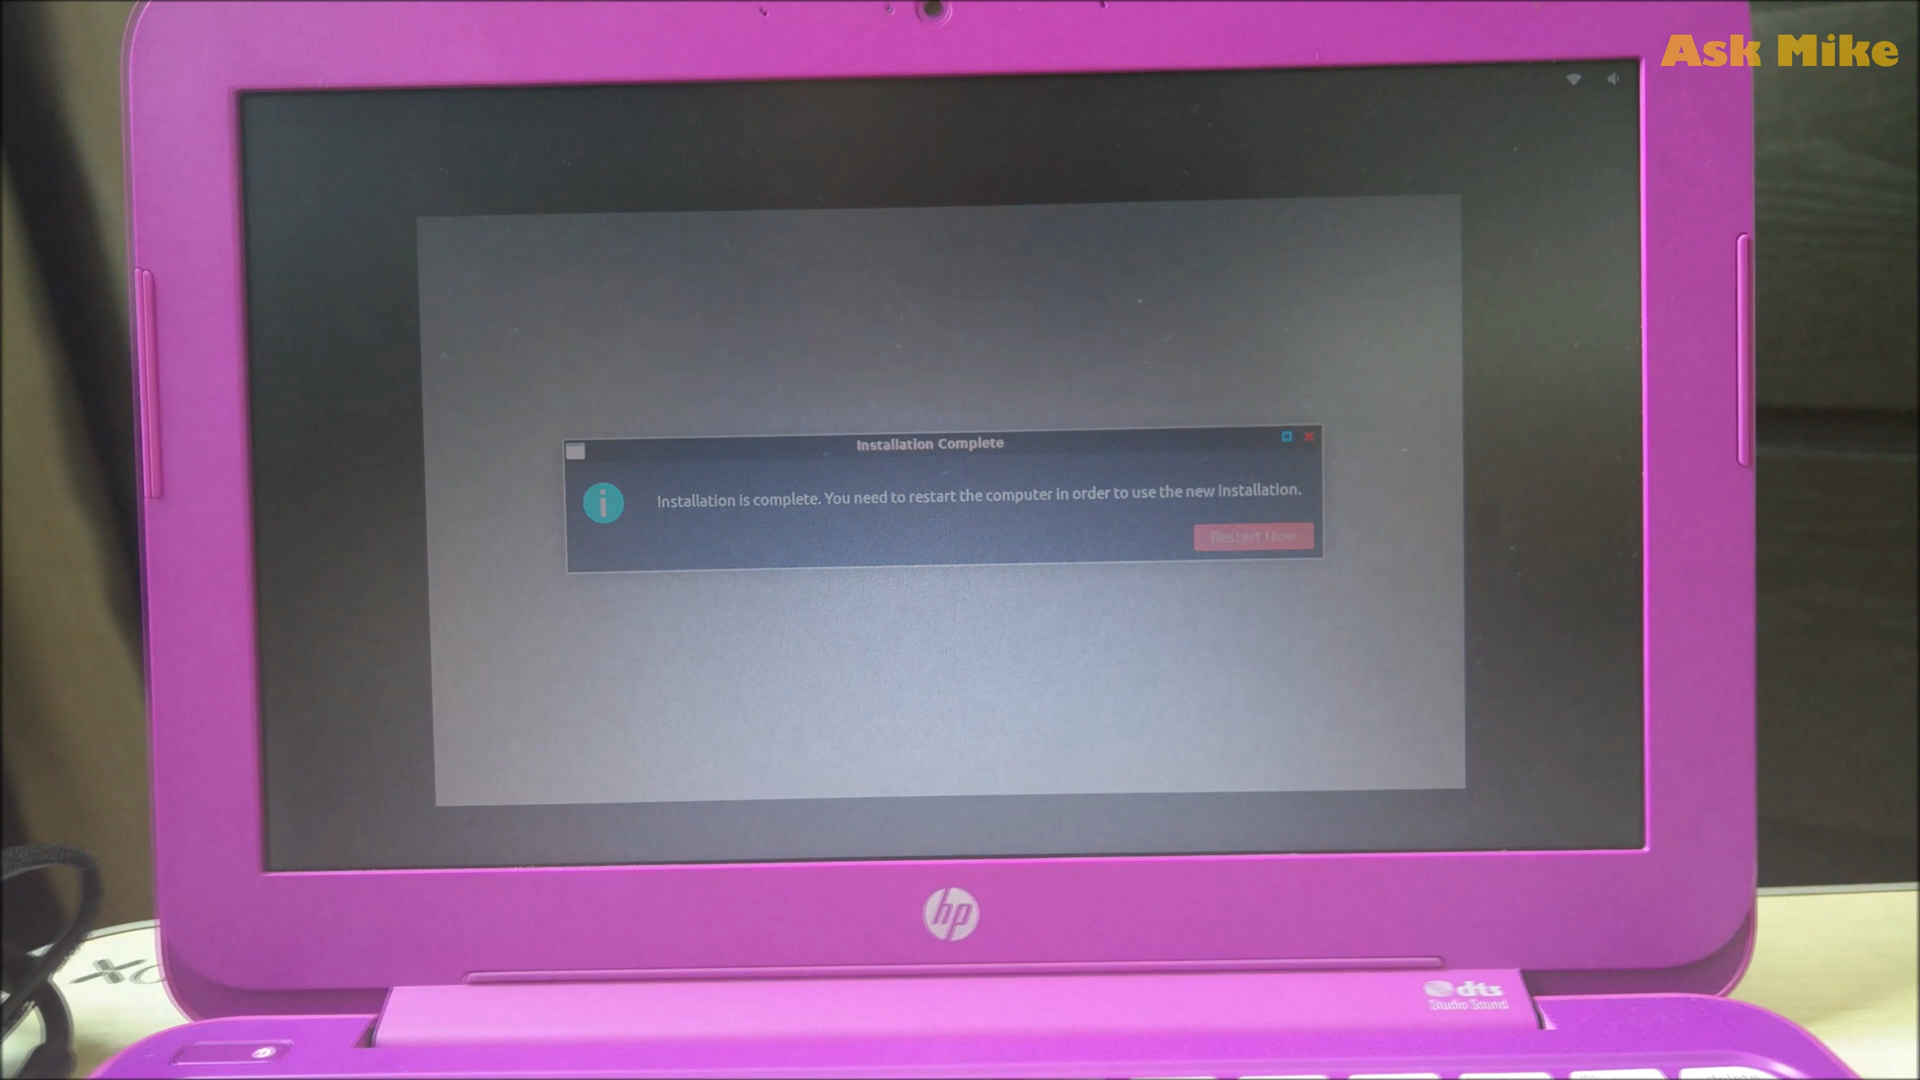 Ask Mike
Installation Complete
Installation is complete. You need to restart the computer in order to use the new installation.
Restart Now
hp
dts
Studio Sound